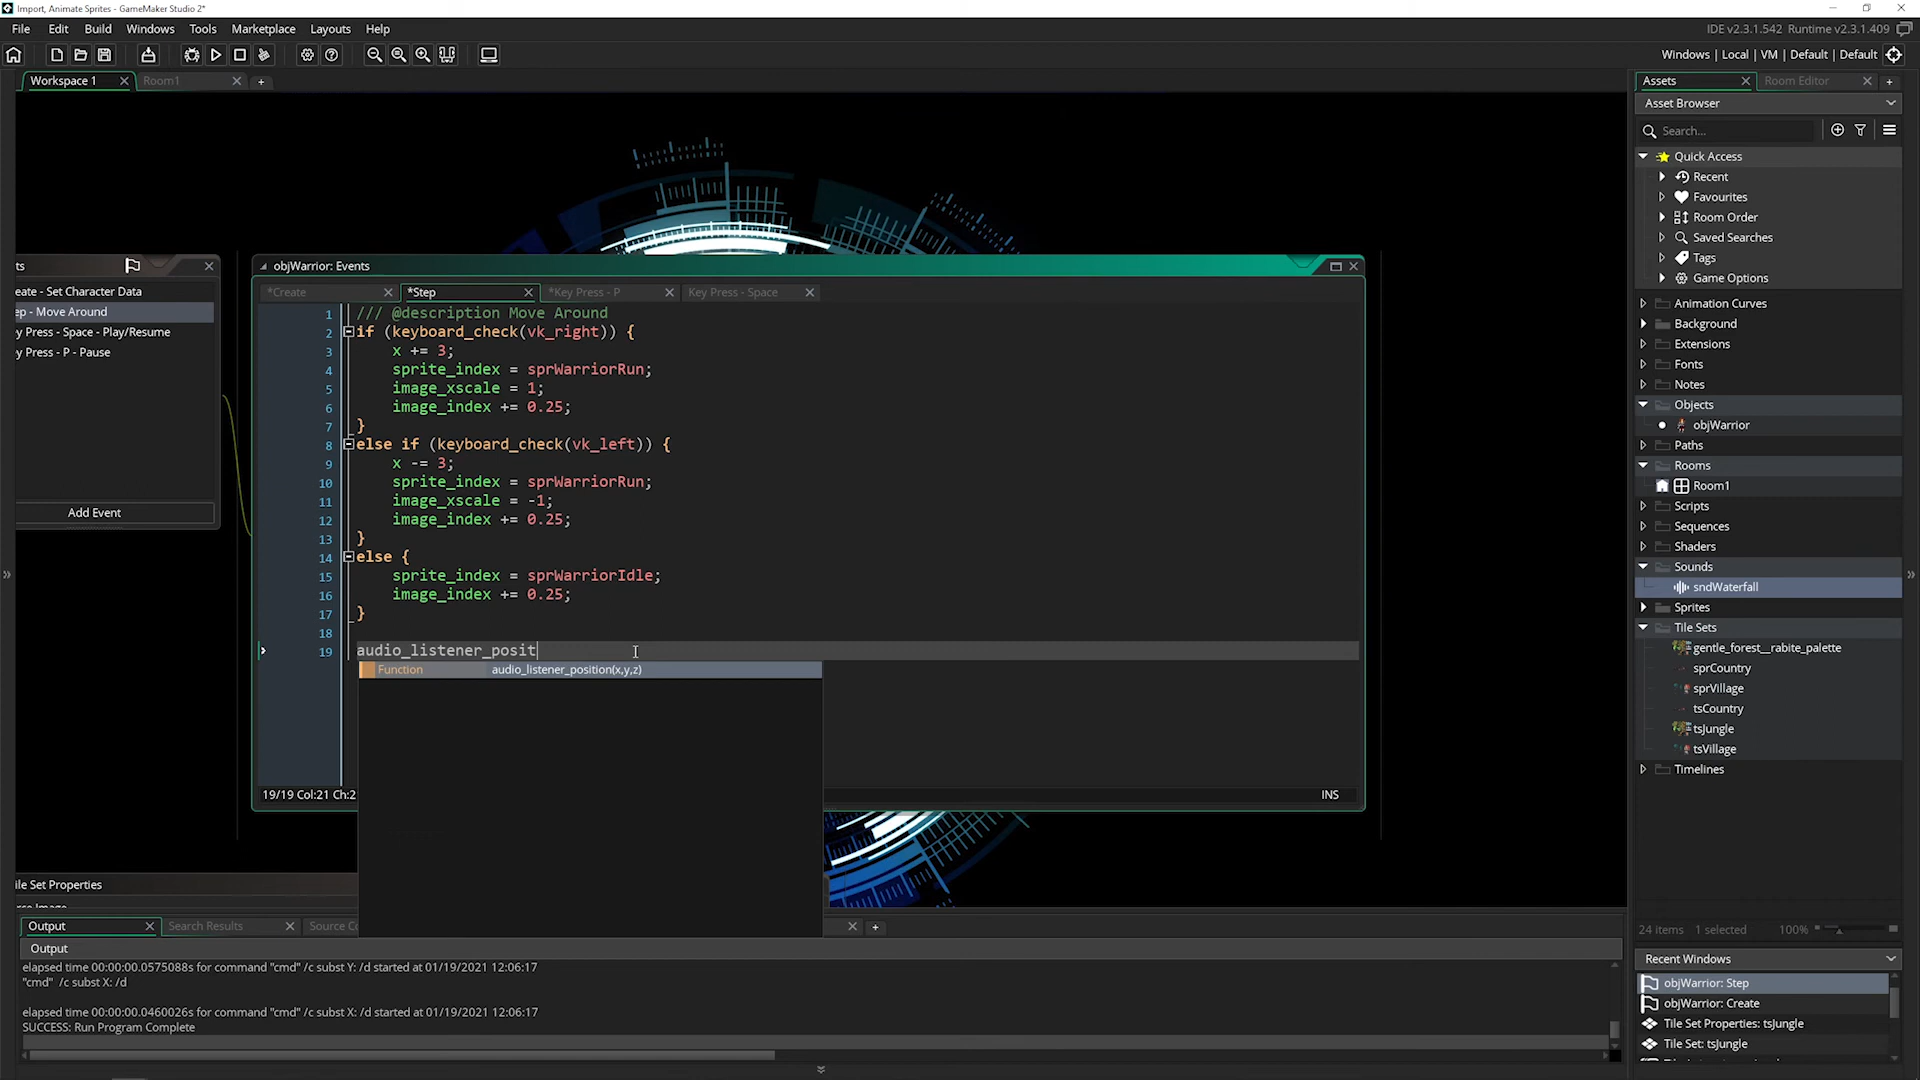 Import, Animate Sprites - GameMaker Studio 2*
File Edit Build Windows Tools Marketplace Layouts Help
IDE v2.3.1.542 Runtime v2.3.1.409
Windows | Local | VM | Default | Default
Workspace 1
Room1
objWarrior: Events
eate - Set Character Data
ep - Move Around
y Press - Space - Play/Resume
y Press - P - Pause
Add Event
*Create
*Step
*Key Press - P
Key Press - Space
1 /// @description Move Around
2 if (keyboard_check(vk_right)) {
3 x += 3;
4 sprite_index = sprWarriorRun;
5 image_xscale = 1;
6 image_index += 0.25;
7 }
8 else if (keyboard_check(vk_left)) {
9 x -= 3;
10 sprite_index = sprWarriorRun;
11 image_xscale = -1;
12 image_index += 0.25;
13 }
14 else {
15 sprite_index = sprWarriorIdle;
16 image_index += 0.25;
17 }
18
19 audio_listener_posit
Function audio_listener_position(x,y,z)
19/19 Col:21 Ch:2
INS
ile Set Properties
Output
Search Results
Source Co
Output
elapsed time 00:00:00.0575088s for command "cmd" /c subst Y: /d started at 01/19/2021 12:06:17
"cmd" /c subst X: /d
elapsed time 00:00:00.0460026s for command "cmd" /c subst X: /d started at 01/19/2021 12:06:17
SUCCESS: Run Program Complete
Assets
Room Editor
Asset Browser
Search...
Quick Access
Recent
Favourites
Room Order
Saved Searches
Tags
Game Options
Animation Curves
Background
Extensions
Fonts
Notes
Objects
objWarrior
Paths
Rooms
Room1
Scripts
Sequences
Shaders
Sounds
sndWaterfall
Sprites
Tile Sets
gentle_forest__rabite_palette
sprCountry
sprVillage
tsCountry
tsJungle
tsVillage
Timelines
24 items 1 selected 100%
Recent Windows
objWarrior: Step
objWarrior: Create
Tile Set Properties: tsJungle
Tile Set: tsJungle